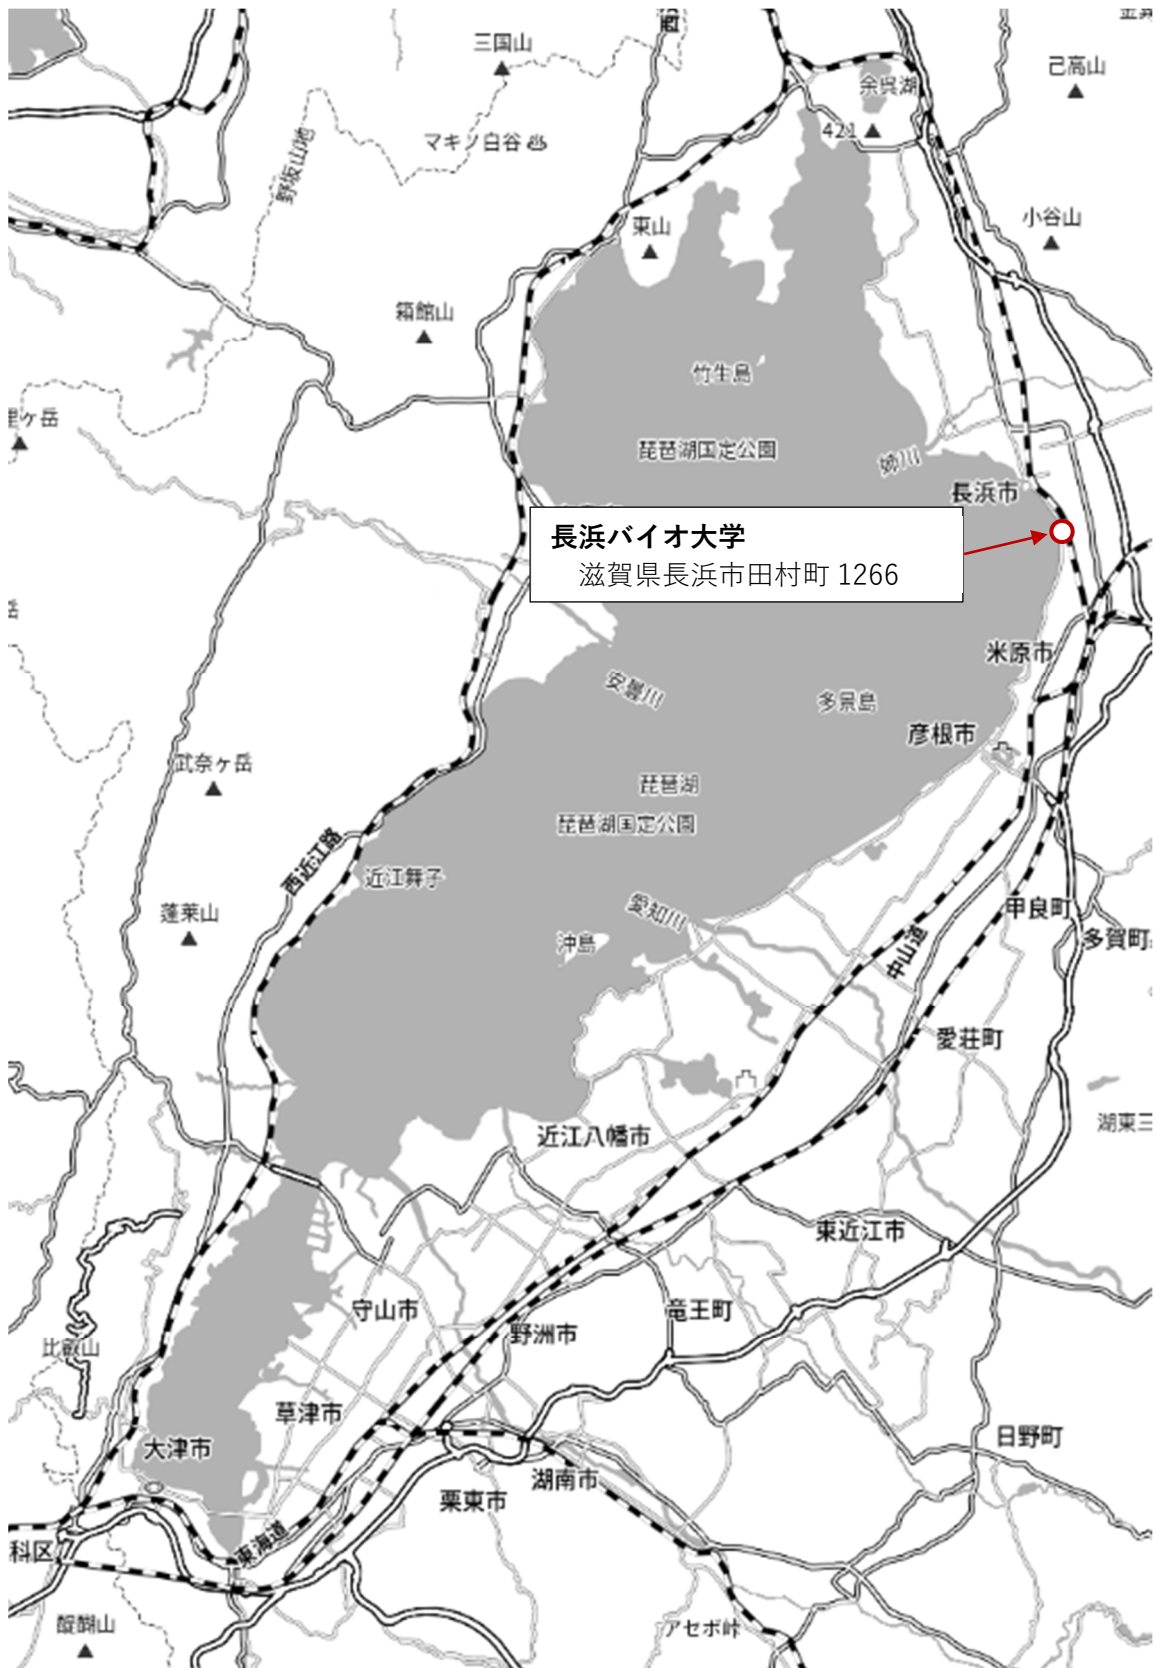 三国山
己高山
余呉湖
421
マキノ白谷
野坂山地
小谷山
東山
箱館山
竹生島
琵琶湖国定公園
姉川
長浜市
長浜バイオ大学
滋賀県長浜市田村町 1266
米原市
安曇川
多景島
彦根市
武奈ヶ岳
琵琶湖
琵琶湖国定公園
西近江路
近江舞子
蓬莱山
愛知川
沖島
甲良町
多賀町
中山道
愛荘町
湖東三
近江八幡市
東近江市
守山市
竜王町
野洲市
比叡山
草津市
大津市
日野町
湖南市
栗東市
東海道
科区
醍醐山
アセボ峠